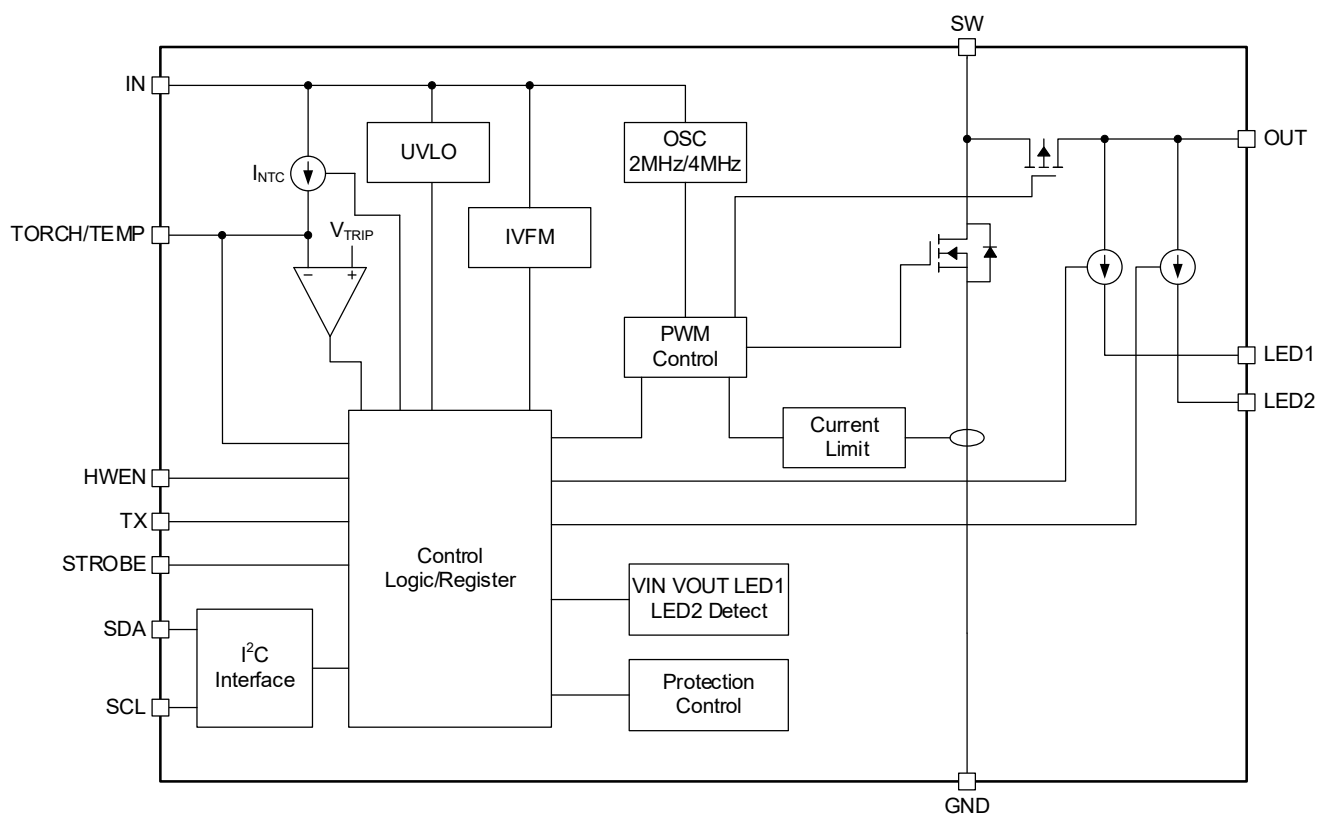 SW
IN
OSC
2MHz/4MHz
UVLO
OUT
I_NTC
IVFM
TORCH/TEMP
V_TRIP
− +
PWM
Control
LED1
LED2
Current
Limit
HWEN
TX
STROBE
Control
Logic/Register
VIN VOUT LED1
LED2 Detect
SDA
I²C
Interface
SCL
Protection
Control
GND